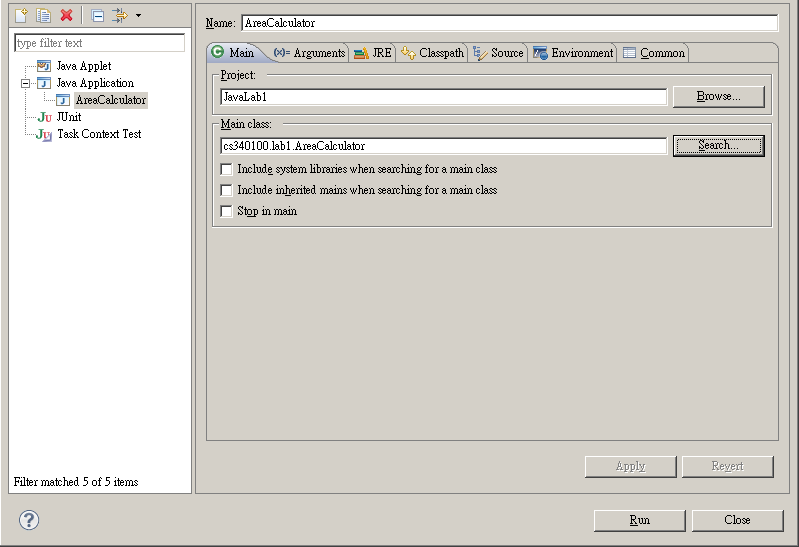 Name: AreaCalculator
type filter text
Java Applet
Java Application
AreaCalculator
JUnit
Task Context Test
Filter matched 5 of 5 items
Main (x)= Arguments JRE Classpath Source Environment Common
Project:
JavaLab1 Browse...
Main class:
cs340100.lab1.AreaCalculator Search...
Include system libraries when searching for a main class
Include inherited mains when searching for a main class
Stop in main
Apply Revert
Run Close